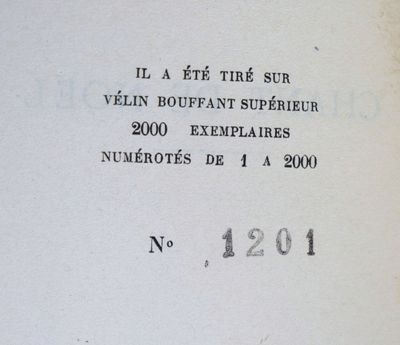 IL A ÉTÉ TIRÉ SUR
VÉLIN BOUFFANT SUPÉRIEUR
2000 EXEMPLAIRES
NUMÉROTÉS DE 1 A 2000
No 1201